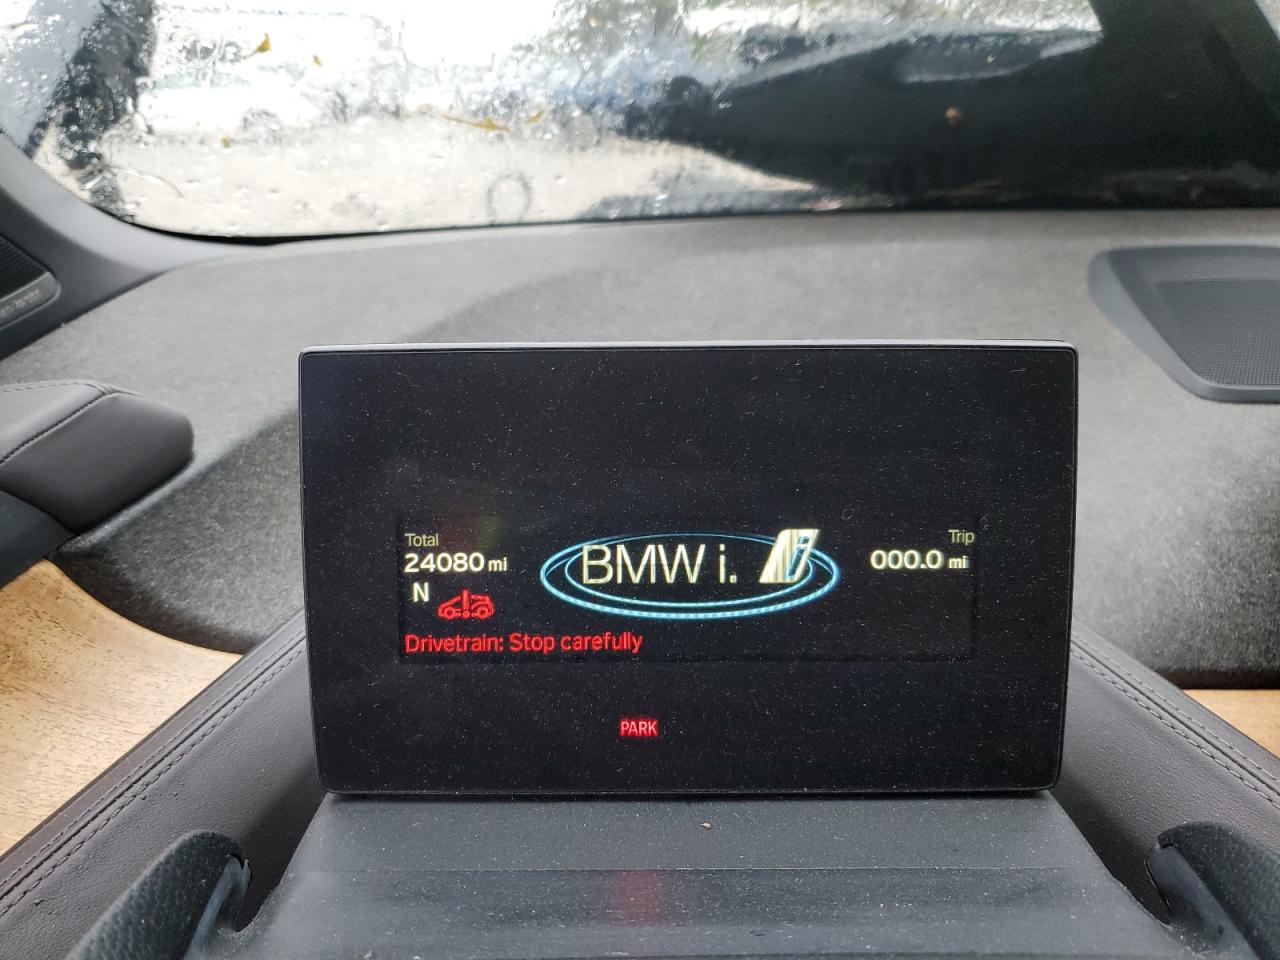 Total
24080 mi
BMW i.
Trip
000.0 mi
N
Drivetrain: Stop carefully
PARK